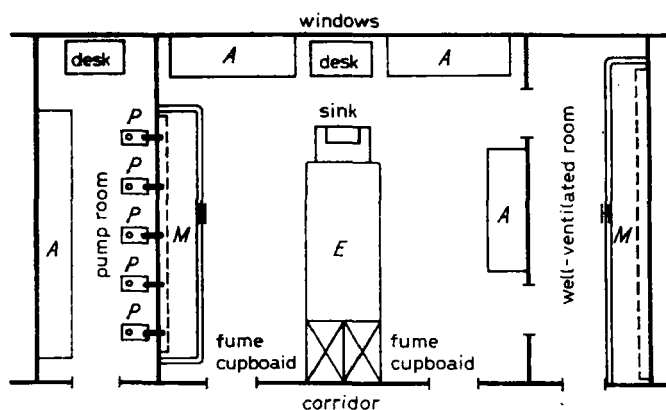 windows
desk
A
desk
A
sink
P
P
P
P
P
pump room
A
M
E
A
well-ventilated room
M
fume
cupboaid
fume
cupboaid
corridor